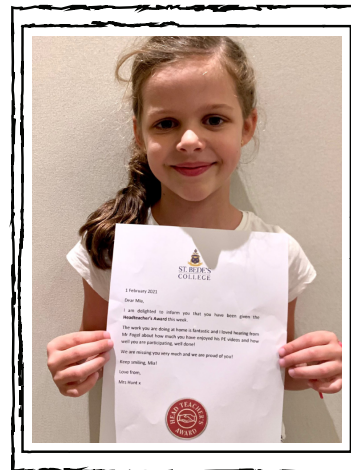 ST. BEDE'S
COLLEGE
1 February 2021
Dear Mia,
I am delighted to inform you that you have been given the
Headteacher's Award this week.
The work you are doing at home is fantastic and I loved hearing from
Mr Fagol about how much you have enjoyed his PE videos and how
well you are participating, well done!
We are missing you very much and we are proud of you!
Keep smiling, Mia!
Love from,
Mrs Hunt x
HEAD TEACHER'S
AWARD